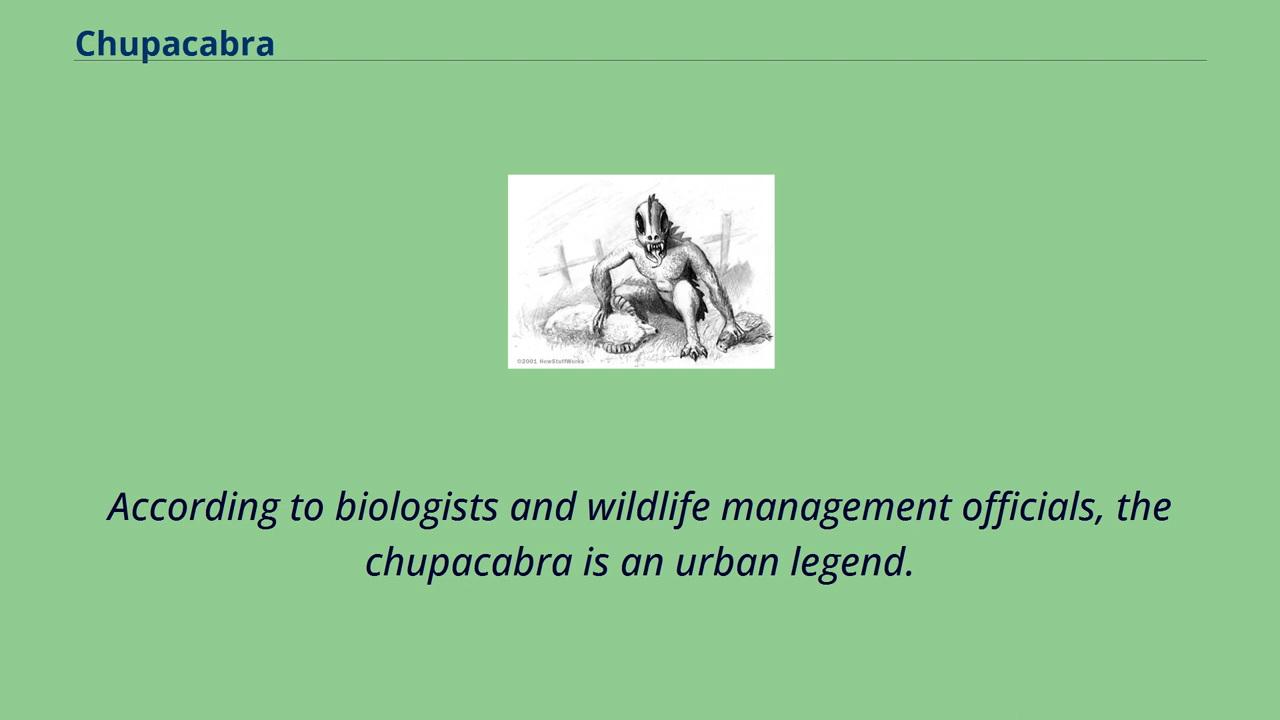 Chupacabra
©2001 HowStuffWorks
According to biologists and wildlife management officials, the
chupacabra is an urban legend.